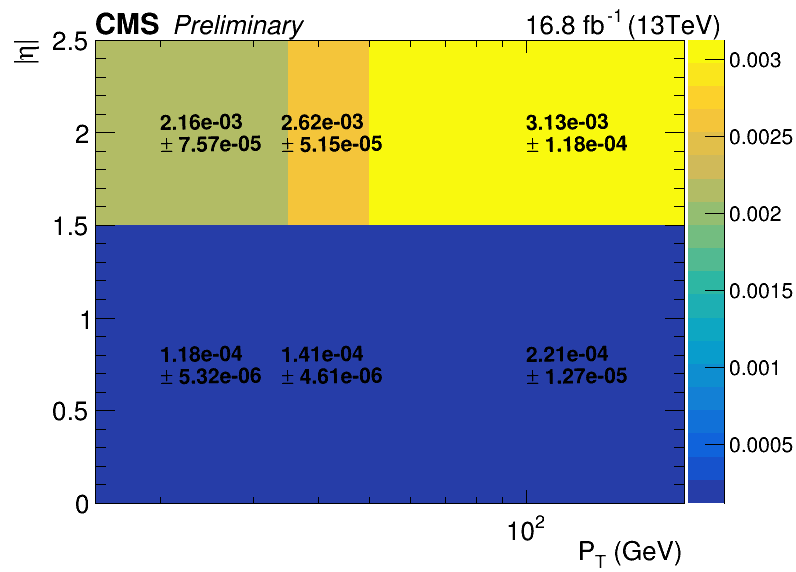 CMS Preliminary 16.8 fb⁻¹ (13TeV)
|η|
2.5
2
1.5
1
0.5
0
2.16e-03 2.62e-03 3.13e-03
± 7.57e-05 ± 5.15e-05 ± 1.18e-04
1.18e-04 1.41e-04 2.21e-04
± 5.32e-06 ± 4.61e-06 ± 1.27e-05
0.003
0.0025
0.002
0.0015
0.001
0.0005
10²
P_T (GeV)